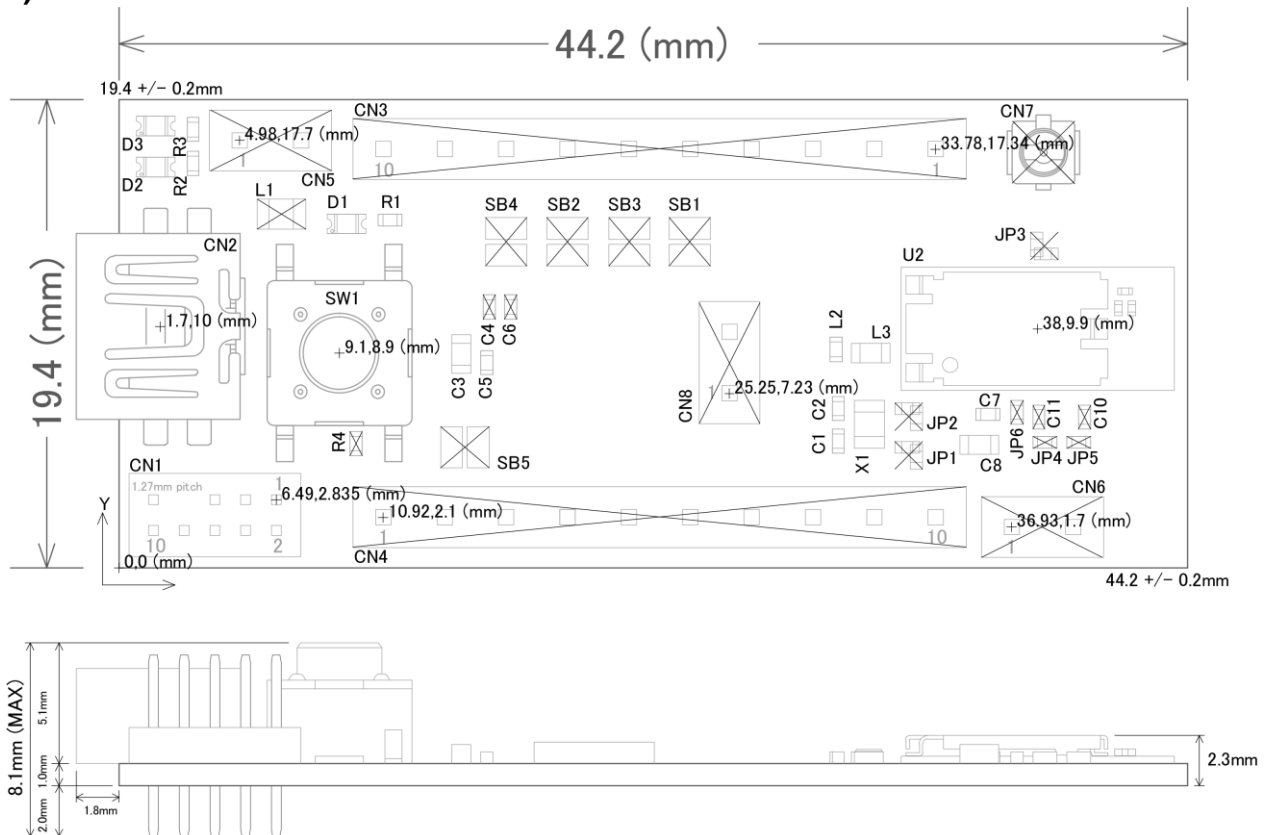 44.2 (mm)
19.4 +/- 0.2mm
CN3
CN7
D3
R3
4.98,17.7 (mm)
1
10
33.78,17.34 (mm)
1
D2
R2
CN5
L1
D1
R1
SB4
SB2
SB3
SB1
JP3
CN2
U2
SW1
19.4 (mm)
1.7,10 (mm)
9.1,8.9 (mm)
C4
C6
L2
L3
38,9.9 (mm)
C3
C5
1
25.25,7.23 (mm)
CN8
C2
C7
JP6
C11
C10
JP2
R4
C1
X1
JP1
C8
JP4
JP5
SB5
CN1
1.27mm pitch
1
6.49,2.835 (mm)
CN6
Y
10.92,2.1 (mm)
36.93,1.7 (mm)
10
2
1
10
1
CN4
0,0 (mm)
44.2 +/- 0.2mm
8.1mm (MAX)
5.1mm
1.0mm
2.0mm
1.8mm
2.3mm